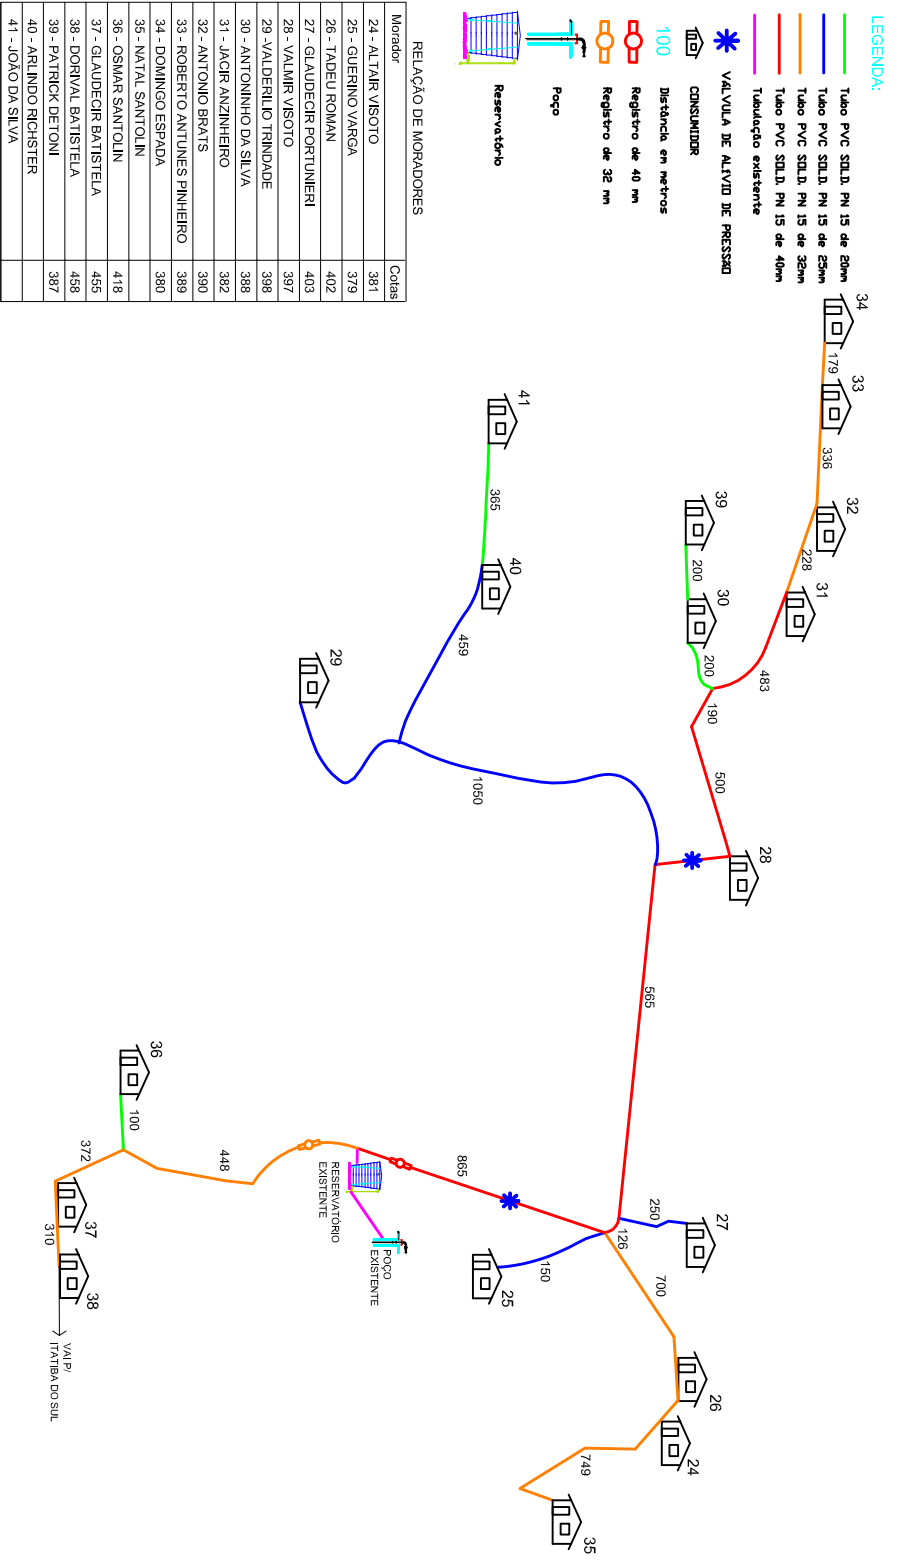 LEGENDA:
Tubo PVC SOLD. PN 15 de 20mm
Tubo PVC SOLD. PN 15 de 25mm
Tubo PVC SOLD. PN 15 de 32mm
Tubo PVC SOLD. PN 15 de 40mm
Tubulação existente
VALVULA DE ALÍVIO DE PRESSÃO
CONSUMIDOR
100 Distância em metros
Registro de 40 mm
Registro de 32 mm
Poço
Reservatório
34
179
33
336
32
228
31
483
39
200
30
200
190
500
28
41
365
40
459
29
1050
565
27
250
126
700
26
24
749
35
25
150
865
RESERVATÓRIO
EXISTENTE
POÇO
EXISTENTE
36
100
448
372
37
310
38
VAI P/
ITATIBA DO SUL
RELAÇÃO DE MORADORES
Morador Cotas
24 - ALTAIR VISOTO 381
25 - GUERINO VARGA 379
26 - TADEU ROMAN 402
27 - GLAUDECIR PORTUNIERI 403
28 - VALMIR VISOTO 397
29 -VALDERILIO TRINDADE 398
30 - ANTONINHO DA SILVA 388
31 - JACIR ANZINHEIRO 382
32 - ANTONIO BRATS 390
33 - ROBERTO ANTUNES PINHEIRO 389
34 - DOMINGO ESPADA 380
35 - NATAL SANTOLIN
36 - OSMAR SANTOLIN 418
37 - GLAUDECIR BATISTELA 455
38 - DORIVAL BATISTELA 458
39 - PATRICK DETONI 387
40 - ARLINDO RICHSTER
41 - JOÃO DA SILVA